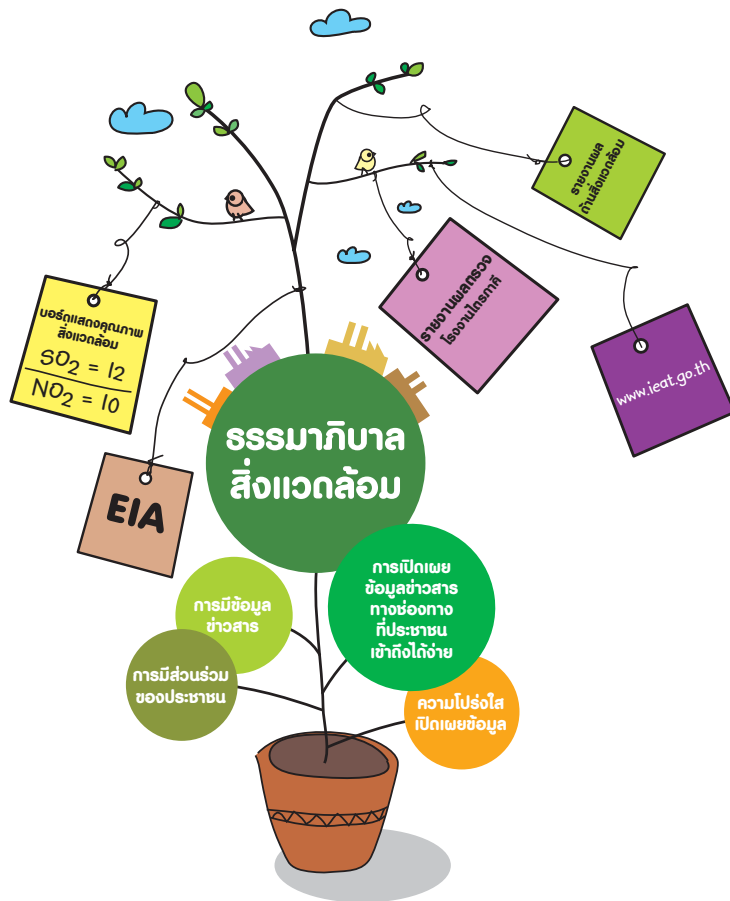 รายงานผล
ด้านสิ่งแวดล้อม
รายงานผลตรวจ
โรงงานไตรภาคี
บอร์ดแสดงคุณภาพ
สิ่งแวดล้อม
SO2 = 12
NO2 = 10
www.ieat.go.th
EIA
ธรรมาภิบาล
สิ่งแวดล้อม
การมีข้อมูล
ข่าวสาร
การเปิดเผย
ข้อมูลข่าวสาร
ทางช่องทาง
ที่ประชาชน
เข้าถึงได้ง่าย
การมีส่วนร่วม
ของประชาชน
ความโปร่งใส
เปิดเผยข้อมูล